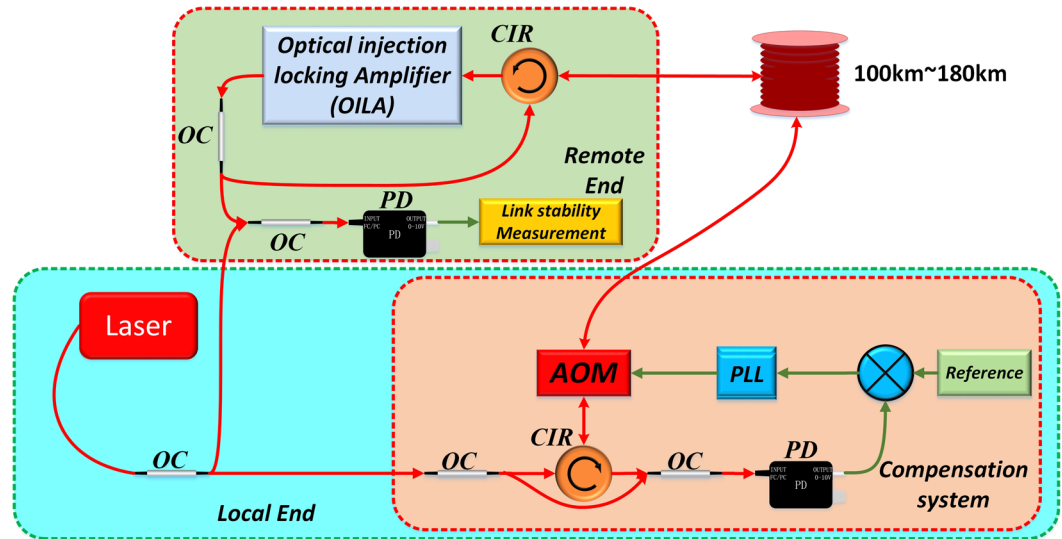 Optical injection
locking Amplifier
(OILA)
CIR
100km~180km
OC
Remote
End
PD
INPUT
FC/PC
OUTPUT
0-10V
PD
Link stability
Measurement
OC
Laser
AOM
PLL
Reference
CIR
OC
OC
OC
PD
INPUT
FC/PC
OUTPUT
0-10V
PD
Compensation
system
Local End